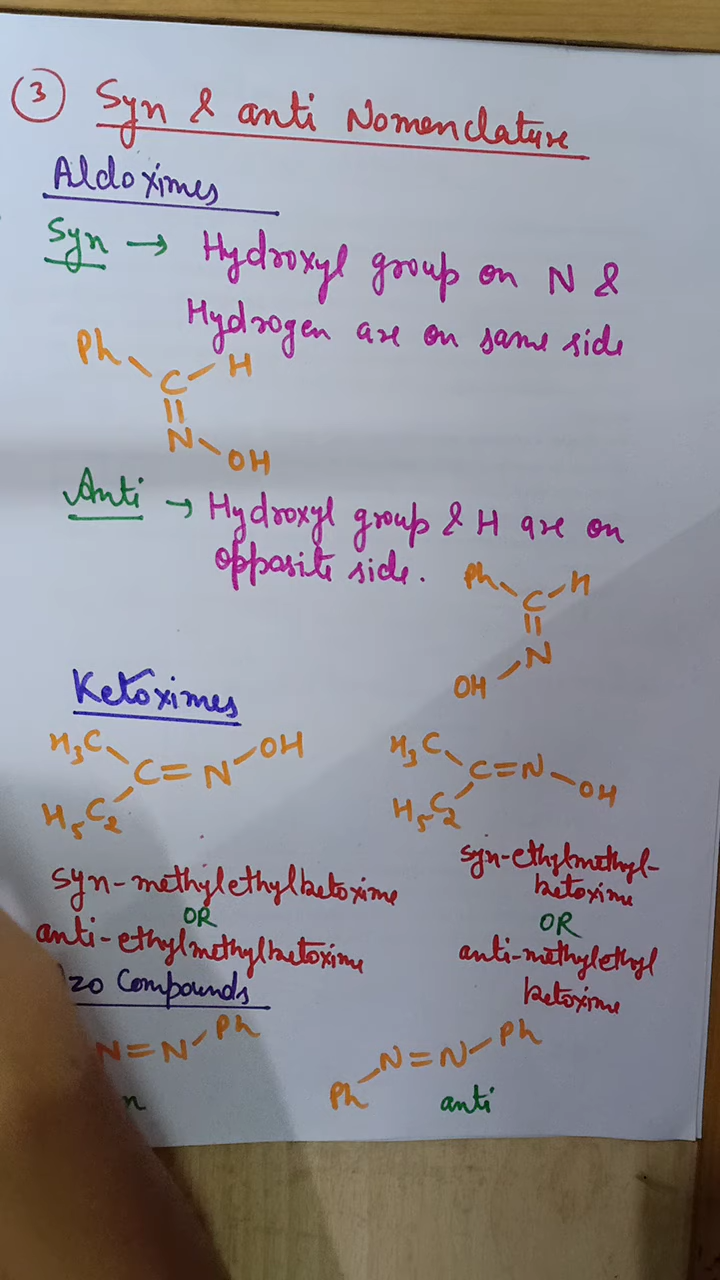 3 Syn & anti Nomenclature
Aldoximes
Syn → Hydroxyl group on N &
Hydrogen are on same side
Ph H
C
||
N
OH
Anti → Hydroxyl group & H are on
opposite side.
Ph H
C
||
N
OH
Ketoximes
H3C OH
C=N
H5C2
H3C
C=N
OH
H5C2
syn-methylethylketoxime
OR
anti-ethylmethylketoxime
syn-ethylmethyl-
ketoxime
OR
anti-methylethyl
ketoxime
zo Compounds
N=N Ph
n
N=N Ph
Ph
anti